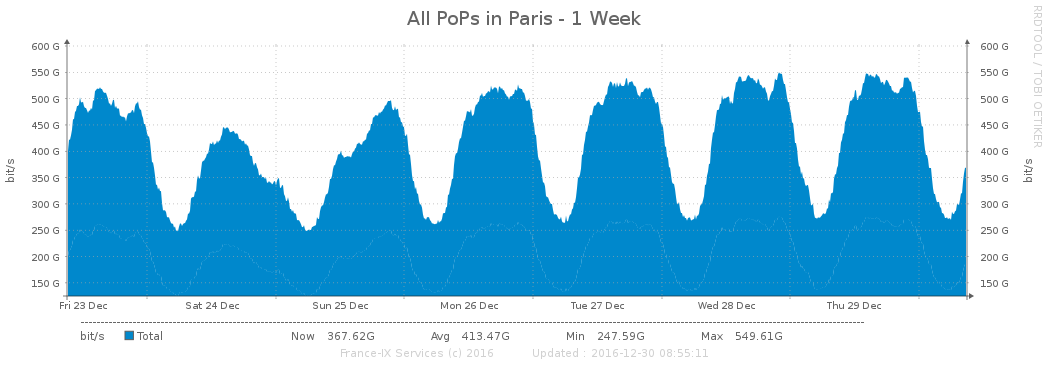 All PoPs in Paris - 1 Week
RRDTOOL / TOBI OETIKER
600 G 600 G
550 G 550 G
500 G 500 G
450 G 450 G
400 G 400 G
350 G 350 G
300 G 300 G
250 G 250 G
200 G 200 G
150 G 150 G
bit/s
bit/s
Fri 23 Dec Sat 24 Dec Sun 25 Dec Mon 26 Dec Tue 27 Dec Wed 28 Dec Thu 29 Dec
bit/s Total Now 367.62G Avg 413.47G Min 247.59G Max 549.61G
France-IX Services (c) 2016 Updated : 2016-12-30 08:55:11